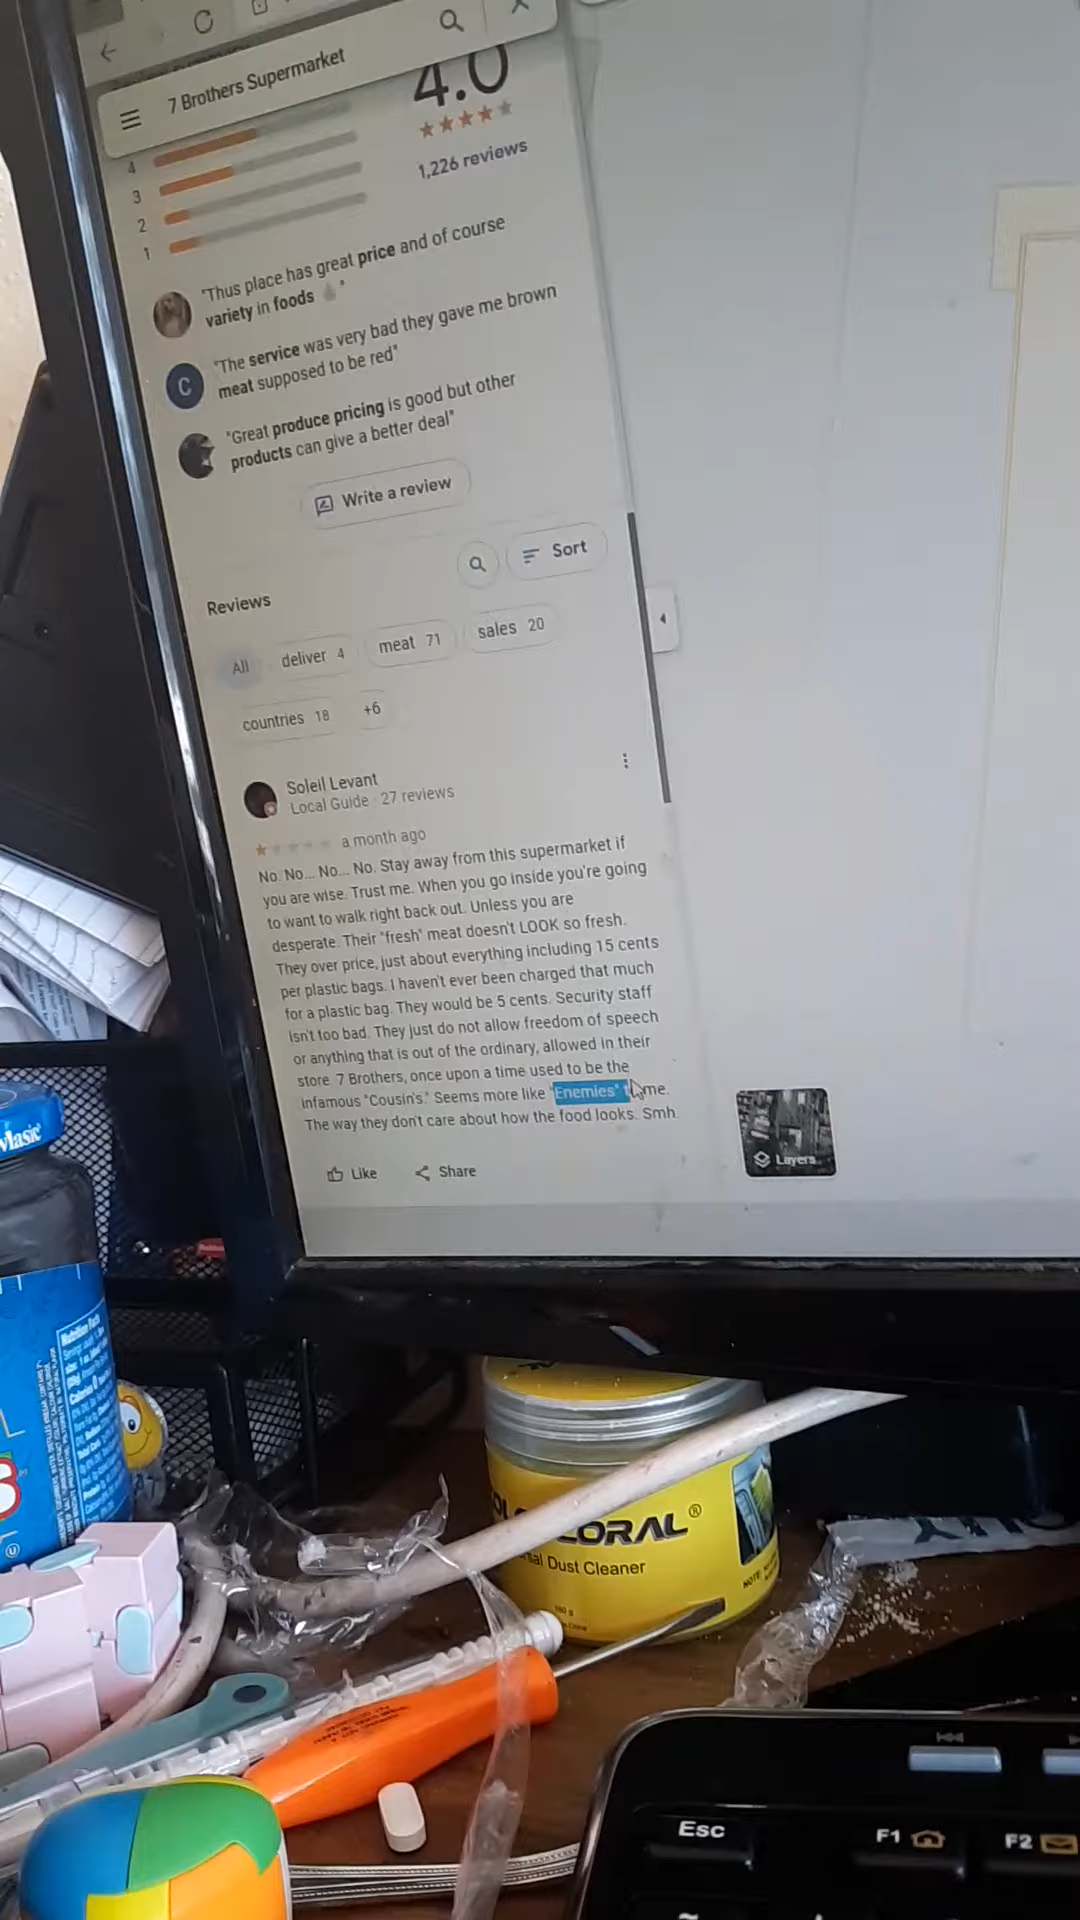 7 Brothers Supermarket
4.0
1,226 reviews
4
3
2
1
"Thus place has great price and of course
variety in foods "
C
"The service was very bad they gave me brown
meat supposed to be red"
"Great produce pricing is good but other
products can give a better deal"
Write a review
Sort
Reviews
All
deliver 4
meat 71
sales 20
countries 18
+6
Soleil Levant
Local Guide · 27 reviews
a month ago
No. No... No... No. Stay away from this supermarket if
you are wise. Trust me. When you go inside you're going
to want to walk right back out. Unless you are
desperate. Their "fresh" meat doesn't LOOK so fresh.
They over price, just about everything including 15 cents
per plastic bags. I haven't ever been charged that much
for a plastic bag. They would be 5 cents. Security staff
isn't too bad. They just do not allow freedom of speech
or anything that is out of the ordinary, allowed in their
store. 7 Brothers, once upon a time used to be the
infamous "Cousin's." Seems more like "Enemies" to me.
The way they don't care about how the food looks. Smh.
Like
Share
Layers
Vlasic
Nutrition Facts
ORAL®
Dust Cleaner
160 g
NOTE
Esc
F1
F2